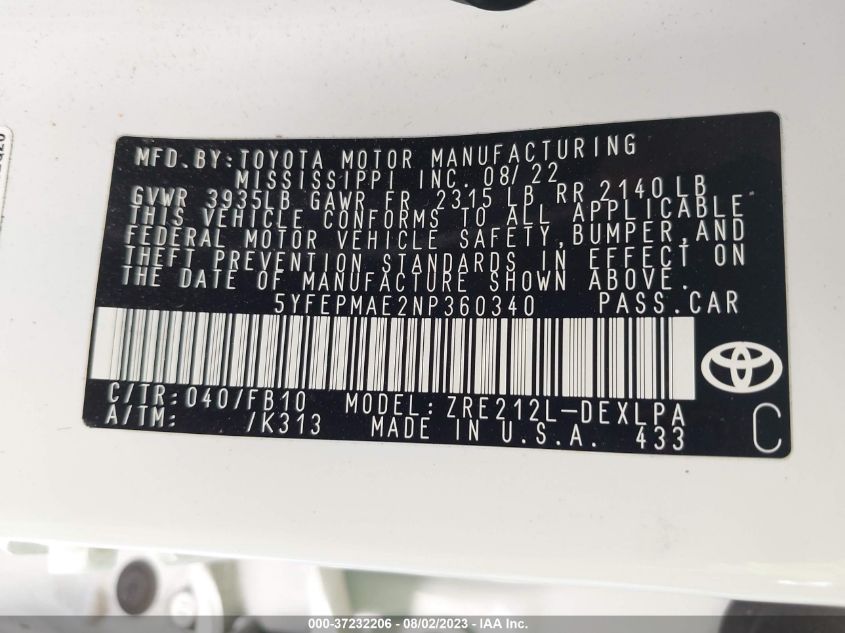 MFD.BY:TOYOTA MOTOR MANUFACTURING
MISSISSIPPI INC. 08/22
GVWR 3935LB GAWR FR 2315 LB RR 2140 LB
THIS VEHICLE CONFORMS TO ALL APPLICABLE
FEDERAL MOTOR VEHICLE SAFETY,BUMPER,AND
THEFT PREVENTION STANDARDS IN EFFECT ON
THE DATE OF MANUFACTURE SHOWN ABOVE.
5YFEPMAE2NP360340 PASS.CAR
C/TR:040/FB10 MODEL:ZRE212L-DEXLPA
A/TM: /K313 MADE IN U.S.A. 433
C
000-37232206 - 08/02/2023 - IAA Inc.